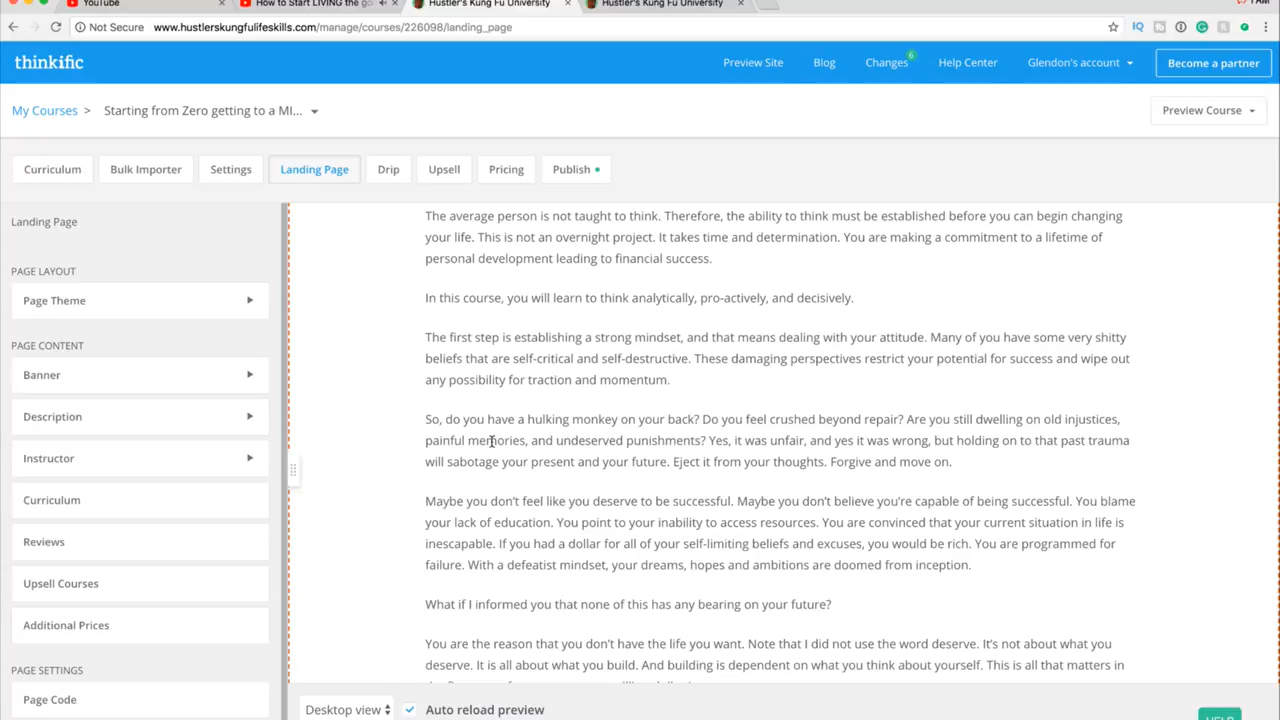 YouTube
How to Start LIVING the go
Hustler's Kung Fu University
Hustler's Kung Fu University
Not Secure www.hustlerskungfulifeskills.com/manage/courses/226098/landing_page
thinkific
Preview Site
Blog
Changes
6
Help Center
Glendon's account
Become a partner
My Courses > Starting from Zero getting to a MI...
Preview Course
Curriculum
Bulk Importer
Settings
Landing Page
Drip
Upsell
Pricing
Publish
Landing Page
PAGE LAYOUT
Page Theme
PAGE CONTENT
Banner
Description
Instructor
Curriculum
Reviews
Upsell Courses
Additional Prices
PAGE SETTINGS
Page Code
The average person is not taught to think. Therefore, the ability to think must be established before you can begin changing
your life. This is not an overnight project. It takes time and determination. You are making a commitment to a lifetime of
personal development leading to financial success.
In this course, you will learn to think analytically, pro-actively, and decisively.
The first step is establishing a strong mindset, and that means dealing with your attitude. Many of you have some very shitty
beliefs that are self-critical and self-destructive. These damaging perspectives restrict your potential for success and wipe out
any possibility for traction and momentum.
So, do you have a hulking monkey on your back? Do you feel crushed beyond repair? Are you still dwelling on old injustices,
painful memories, and undeserved punishments? Yes, it was unfair, and yes it was wrong, but holding on to that past trauma
will sabotage your present and your future. Eject it from your thoughts. Forgive and move on.
Maybe you don't feel like you deserve to be successful. Maybe you don't believe you're capable of being successful. You blame
your lack of education. You point to your inability to access resources. You are convinced that your current situation in life is
inescapable. If you had a dollar for all of your self-limiting beliefs and excuses, you would be rich. You are programmed for
failure. With a defeatist mindset, your dreams, hopes and ambitions are doomed from inception.
What if I informed you that none of this has any bearing on your future?
You are the reason that you don't have the life you want. Note that I did not use the word deserve. It's not about what you
deserve. It is all about what you build. And building is dependent on what you think about yourself. This is all that matters in
Desktop view
Auto reload preview
HELP